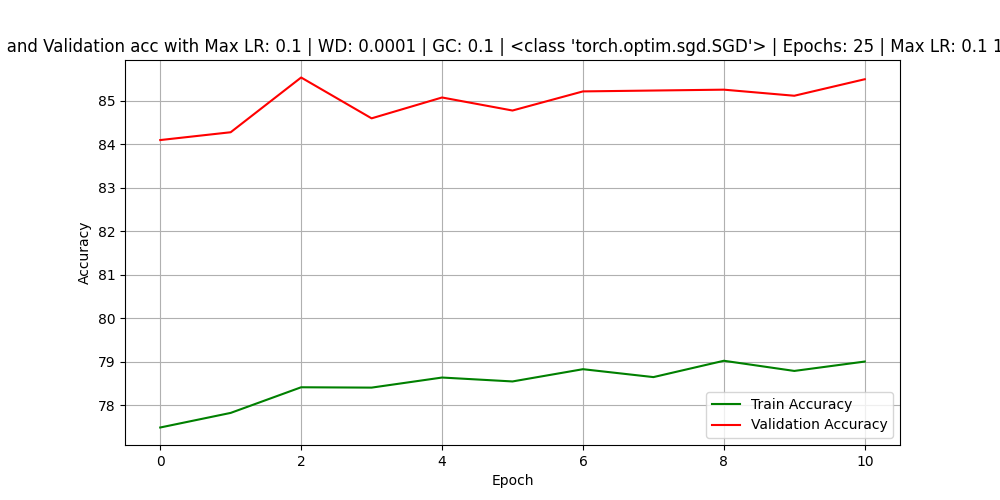 and Validation acc with Max LR: 0.1 | WD: 0.0001 | GC: 0.1 | <class 'torch.optim.sgd.SGD'> | Epochs: 25 | Max LR: 0.1 1
85
84
83
82
81
80
79
78
Accuracy
0 2 4 6 8 10
Epoch
Train Accuracy
Validation Accuracy